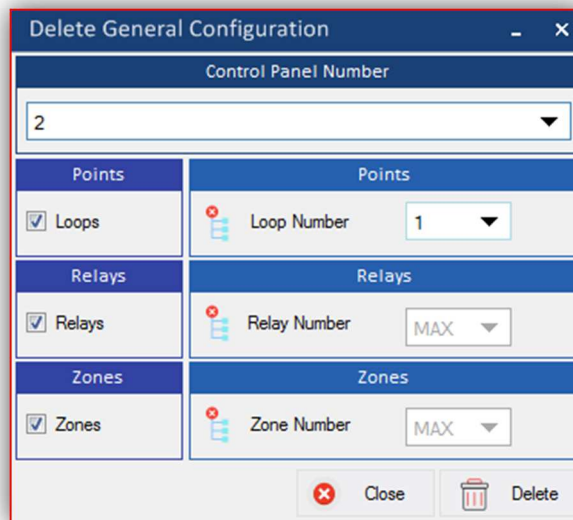 Delete General Configuration
Control Panel Number
2
Points
Points
Loops
Loop Number
1
Relays
Relays
Relays
Relay Number
MAX
Zones
Zones
Zones
Zone Number
MAX
Close
Delete